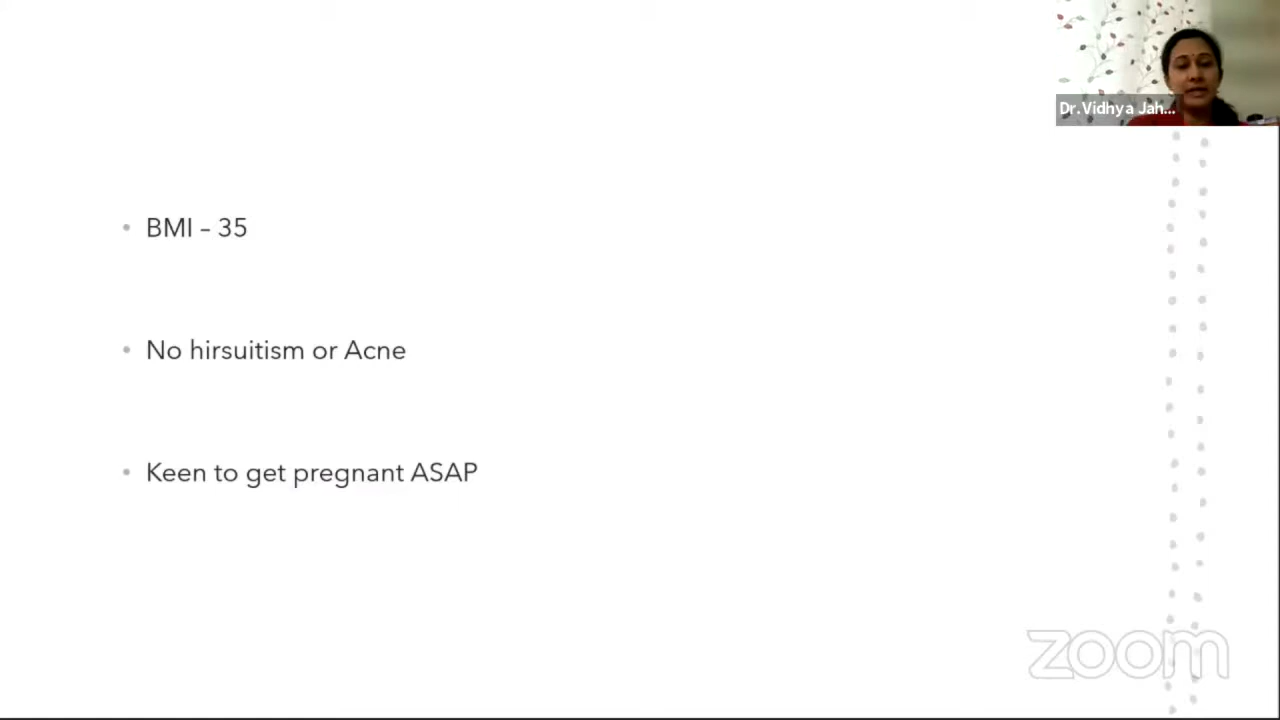 Dr.Vidhya Jah...
• BMI – 35
• No hirsuitism or Acne
• Keen to get pregnant ASAP
zoom